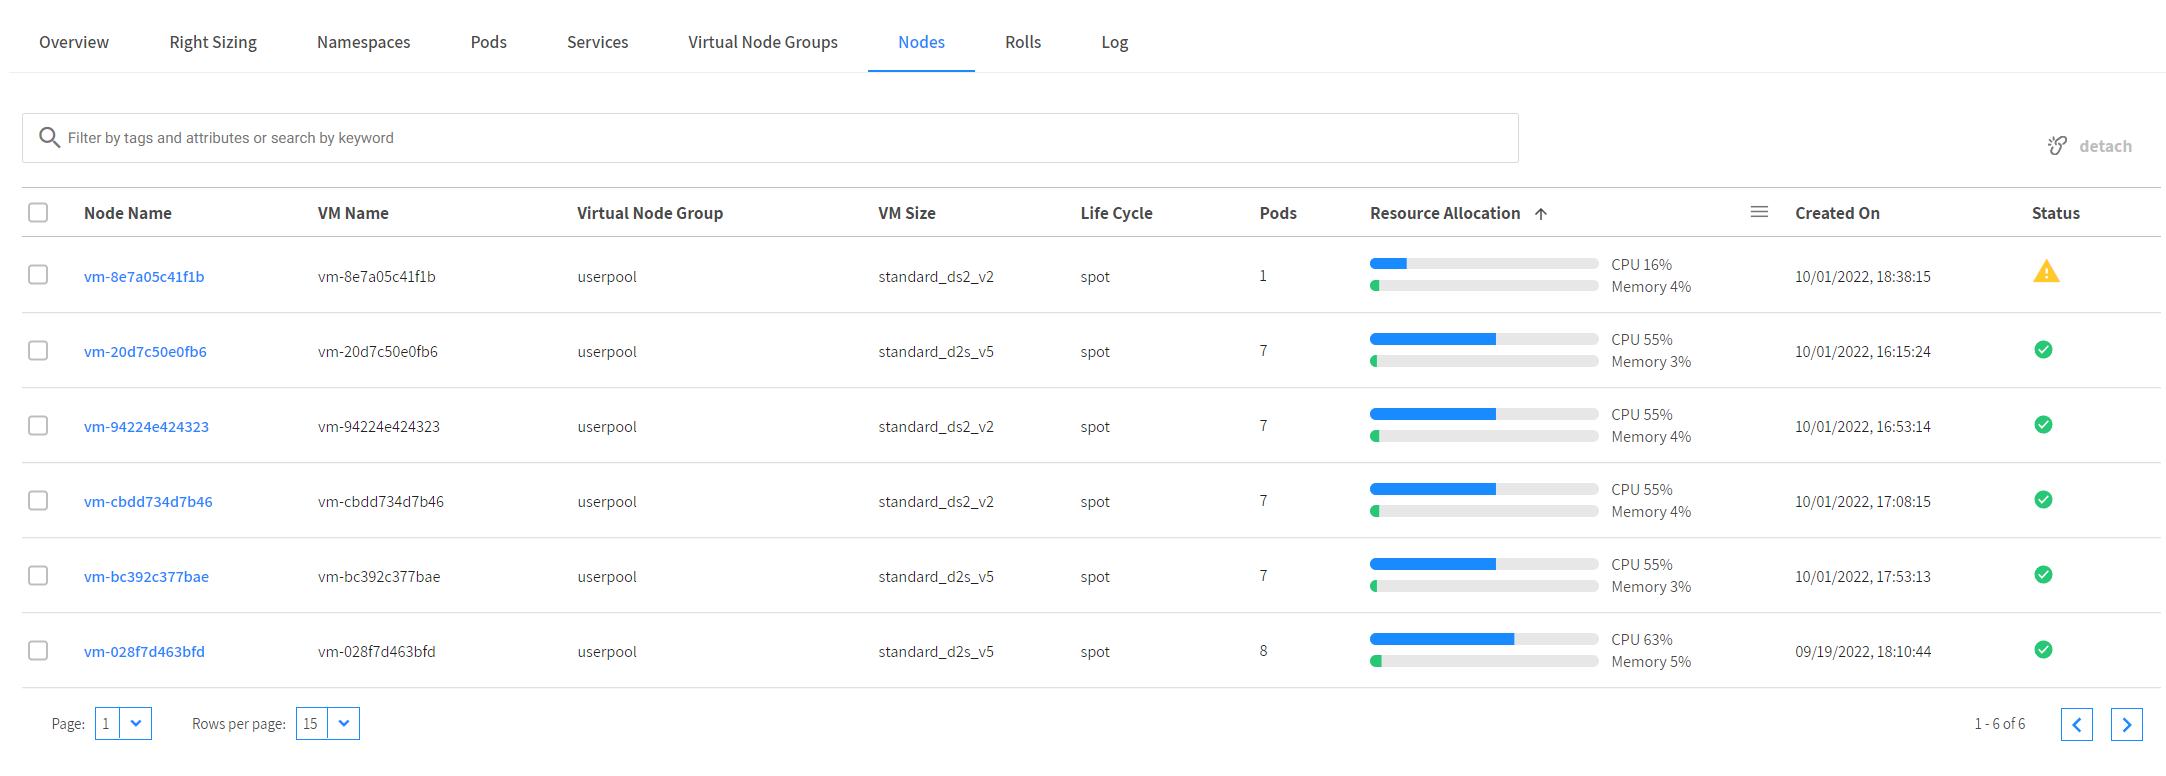 Overview Right Sizing Namespaces Pods Services Virtual Node Groups Nodes Rolls Log
Filter by tags and attributes or search by keyword
detach
Node Name VM Name Virtual Node Group VM Size Life Cycle Pods Resource Allocation Created On Status
vm-8e7a05c41f1b vm-8e7a05c41f1b userpool standard_ds2_v2 spot 1 CPU 16% 10/01/2022, 18:38:15
Memory 4%
vm-20d7c50e0fb6 vm-20d7c50e0fb6 userpool standard_d2s_v5 spot 7 CPU 55% 10/01/2022, 16:15:24
Memory 3%
vm-94224e424323 vm-94224e424323 userpool standard_ds2_v2 spot 7 CPU 55% 10/01/2022, 16:53:14
Memory 4%
vm-cbdd734d7b46 vm-cbdd734d7b46 userpool standard_ds2_v2 spot 7 CPU 55% 10/01/2022, 17:08:15
Memory 4%
vm-bc392c377bae vm-bc392c377bae userpool standard_d2s_v5 spot 7 CPU 55% 10/01/2022, 17:53:13
Memory 3%
vm-028f7d463bfd vm-028f7d463bfd userpool standard_d2s_v5 spot 8 CPU 63% 09/19/2022, 18:10:44
Memory 5%
Page: 1 Rows per page: 15 1 - 6 of 6